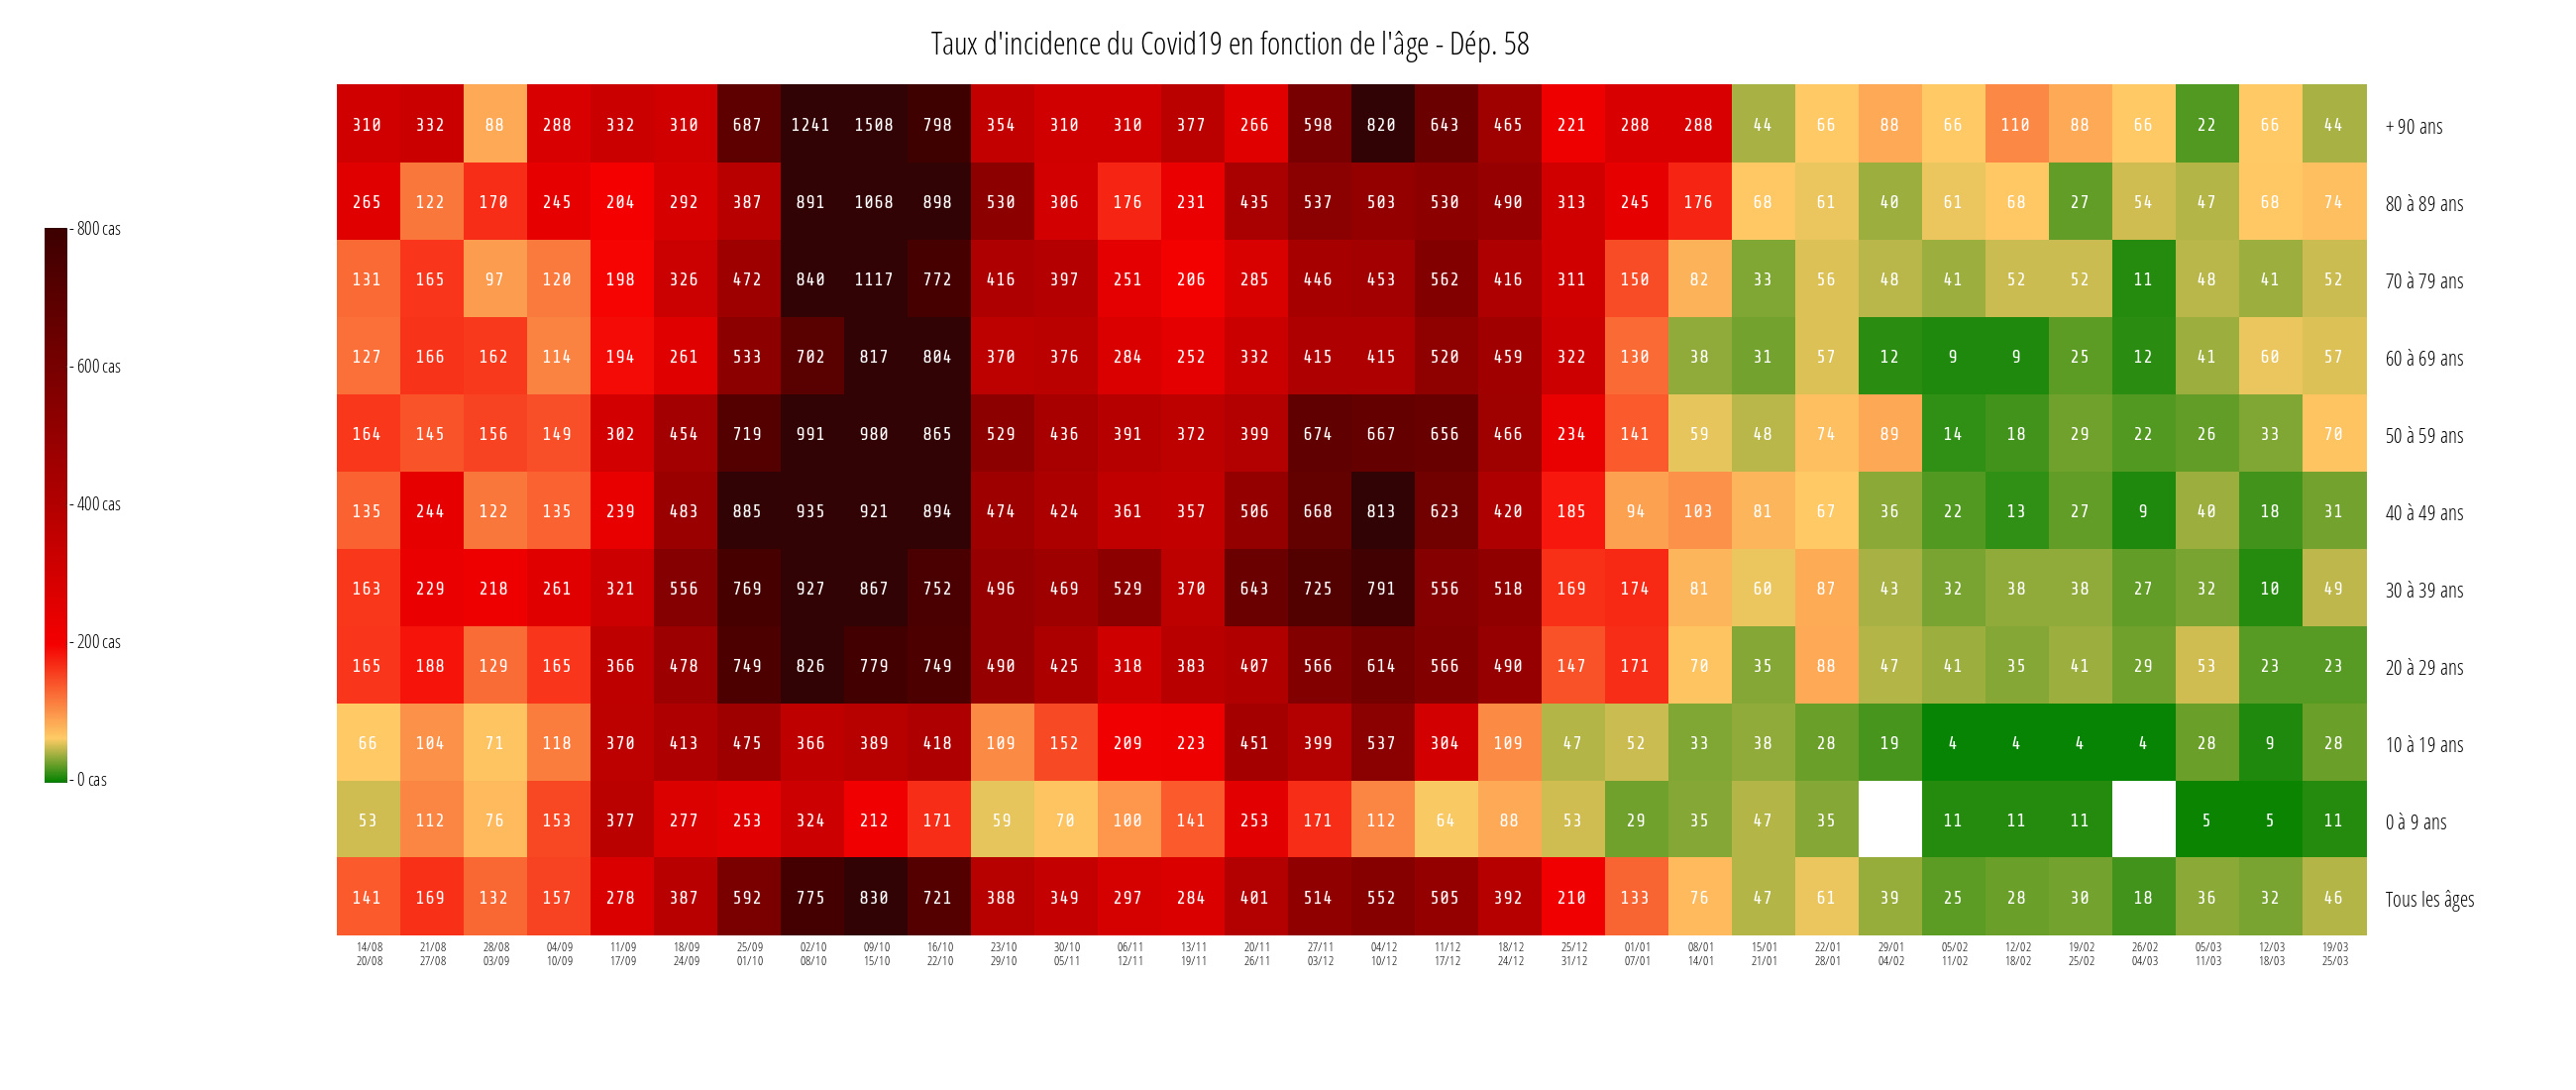 Taux d'incidence du Covid19 en fonction de l'âge - Dép. 58
- 800 cas
- 600 cas
- 400 cas
- 200 cas
- 0 cas
310 332 88 288 332 310 687 1241 1508 798 354 310 310 377 266 598 820 643 465 221 288 288 44 66 88 66 110 88 66 22 66 44 + 90 ans
265 122 170 245 204 292 387 891 1068 898 530 306 176 231 435 537 503 530 490 313 245 176 68 61 40 61 68 27 54 47 68 74 80 à 89 ans
131 165 97 120 198 326 472 840 1117 772 416 397 251 206 285 446 453 562 416 311 150 82 33 56 48 41 52 52 11 48 41 52 70 à 79 ans
127 166 162 114 194 261 533 702 817 804 370 376 284 252 332 415 415 520 459 322 130 38 31 57 12 9 9 25 12 41 60 57 60 à 69 ans
164 145 156 149 302 454 719 991 980 865 529 436 391 372 399 674 667 656 466 234 141 59 48 74 89 14 18 29 22 26 33 70 50 à 59 ans
135 244 122 135 239 483 885 935 921 894 474 424 361 357 506 668 813 623 420 185 94 103 81 67 36 22 13 27 9 40 18 31 40 à 49 ans
163 229 218 261 321 556 769 927 867 752 496 469 529 370 643 725 791 556 518 169 174 81 60 87 43 32 38 38 27 32 10 49 30 à 39 ans
165 188 129 165 366 478 749 826 779 749 490 425 318 383 407 566 614 566 490 147 171 70 35 88 47 41 35 41 29 53 23 23 20 à 29 ans
66 104 71 118 370 413 475 366 389 418 109 152 209 223 451 399 537 304 109 47 52 33 38 28 19 4 4 4 4 28 9 28 10 à 19 ans
53 112 76 153 377 277 253 324 212 171 59 70 100 141 253 171 112 64 88 53 29 35 47 35 11 11 11 5 5 11 0 à 9 ans
141 169 132 157 278 387 592 775 830 721 388 349 297 284 401 514 552 505 392 210 133 76 47 61 39 25 28 30 18 36 32 46 Tous les âges
14/08 21/08 28/08 04/09 11/09 18/09 25/09 02/10 09/10 16/10 23/10 30/10 06/11 13/11 20/11 27/11 04/12 11/12 18/12 25/12 01/01 08/01 15/01 22/01 29/01 05/02 12/02 19/02 26/02 05/03 12/03 19/03
20/08 27/08 03/09 10/09 17/09 24/09 01/10 08/10 15/10 22/10 29/10 05/11 12/11 19/11 26/11 03/12 10/12 17/12 24/12 31/12 07/01 14/01 21/01 28/01 04/02 11/02 18/02 25/02 04/03 11/03 18/03 25/03